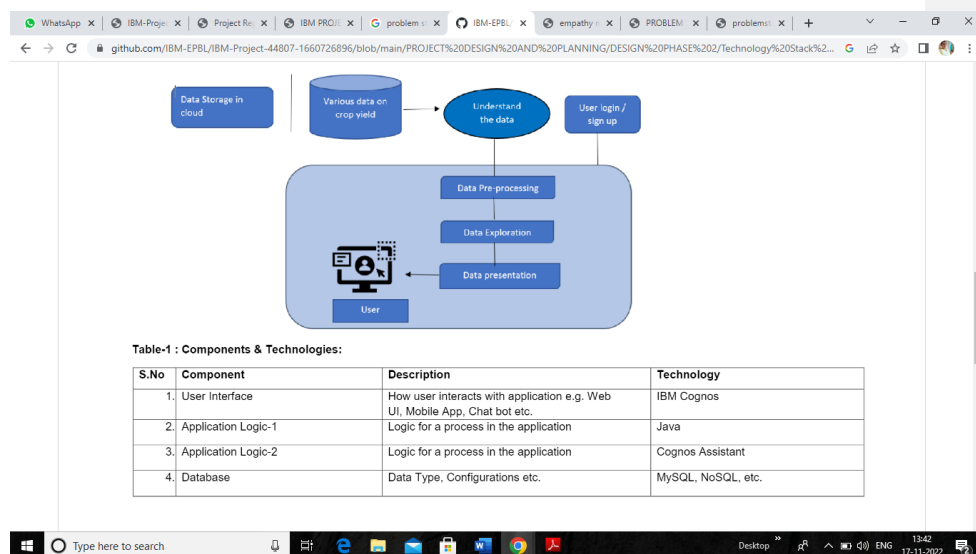 WhatsApp
IBM-Projec
Project Rep
IBM PROJE
problem st
IBM-EPBL/
empathy m
PROBLEM
problemsta
github.com/IBM-EPBL/IBM-Project-44807-1660726896/blob/main/PROJECT%20DESIGN%20AND%20PLANNING/DESIGN%20PHASE%202/Technology%20Stack%2...
Data Storage in
cloud
Various data on
crop yield
Understand
the data
User login /
sign up
Data Pre-processing
Data Exploration
Data presentation
User
Table-1 : Components & Technologies:
S.No Component Description Technology
1. User Interface How user interacts with application e.g. Web IBM Cognos
UI, Mobile App, Chat bot etc.
2. Application Logic-1 Logic for a process in the application Java
3. Application Logic-2 Logic for a process in the application Cognos Assistant
4. Database Data Type, Configurations etc. MySQL, NoSQL, etc.
Type here to search
Desktop
ENG
13:42
17-11-2022